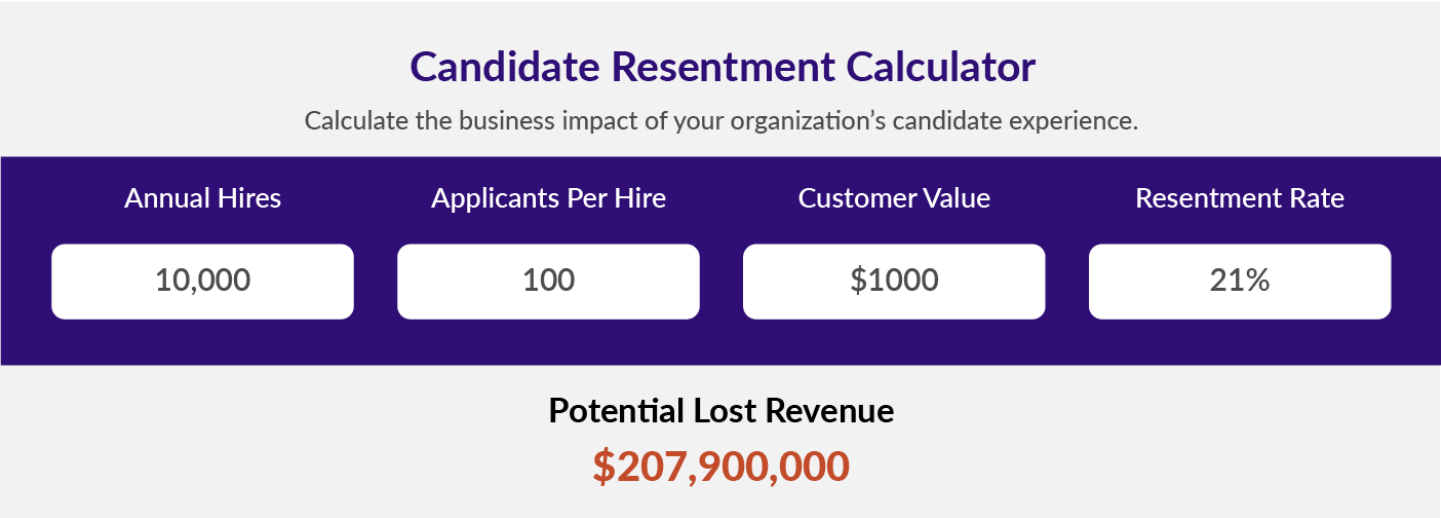 Candidate Resentment Calculator
Calculate the business impact of your organization’s candidate experience.
Annual Hires Applicants Per Hire Customer Value Resentment Rate
10,000 100 $1000 21%
Potential Lost Revenue
$207,900,000